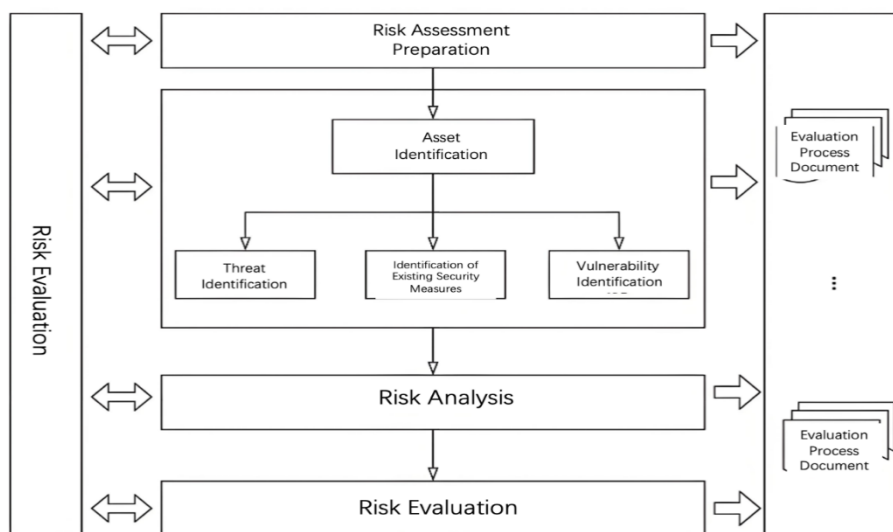 Risk Assessment
Preparation
Asset
Identification
Threat
Identification
Identification of
Existing Security
Measures
Vulnerability
Identification
Risk Analysis
Risk Evaluation
Risk Evaluation
Evaluation
Process
Document
...
Evaluation
Process
Document